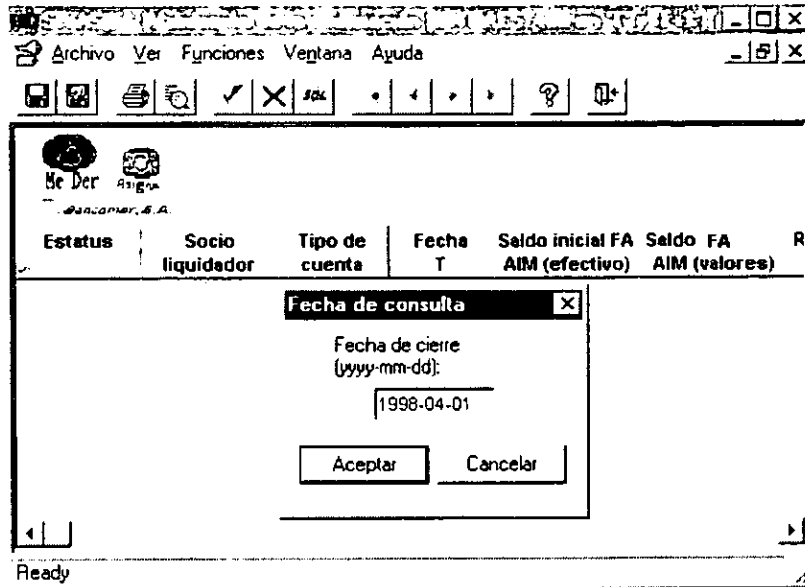 Archivo Ver Funciones Ventana Ayuda
SQL
Me Der Asigna
Bancomer, S.A.
Estatus Socio liquidador Tipo de cuenta Fecha T Saldo inicial FA AIM (efectivo) Saldo FA AIM (valores) R
Fecha de consulta
Fecha de cierre
(yyyy-mm-dd):
1998-04-01
Aceptar Cancelar
Ready